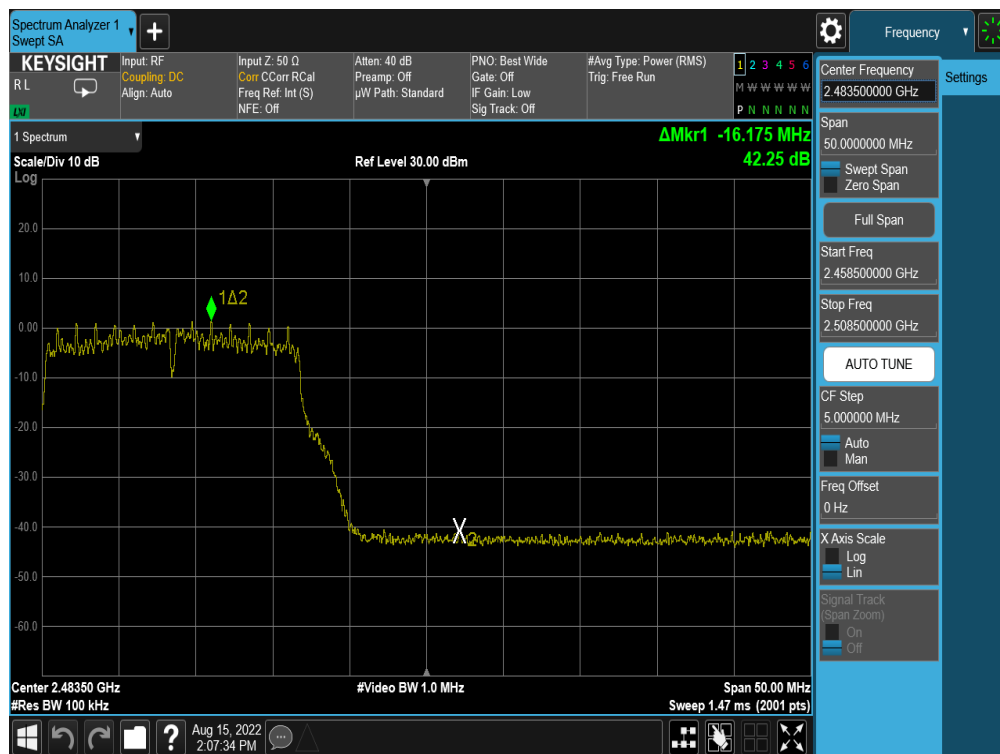 Spectrum Analyzer 1
Swept SA
Frequency
KEYSIGHT
R L
LXI
Input: RF
Coupling: DC
Align: Auto
Input Z: 50 Ω
Corr CCorr RCal
Freq Ref: Int (S)
NFE: Off
Atten: 40 dB
Preamp: Off
µW Path: Standard
PNO: Best Wide
Gate: Off
IF Gain: Low
Sig Track: Off
#Avg Type: Power (RMS)
Trig: Free Run
1 2 3 4 5 6
M W W W W W
P N N N N N
1 Spectrum
Scale/Div 10 dB
Log
Ref Level 30.00 dBm
ΔMkr1 -16.175 MHz
42.25 dB
20.0
10.0
0.00
-10.0
-20.0
-30.0
-40.0
-50.0
-60.0
1Δ2
X2
Center 2.48350 GHz
#Res BW 100 kHz
#Video BW 1.0 MHz
Span 50.00 MHz
Sweep 1.47 ms (2001 pts)
Aug 15, 2022
2:07:34 PM
Center Frequency
2.483500000 GHz
Span
50.0000000 MHz
Swept Span
Zero Span
Full Span
Start Freq
2.458500000 GHz
Stop Freq
2.508500000 GHz
AUTO TUNE
CF Step
5.000000 MHz
Auto
Man
Freq Offset
0 Hz
X Axis Scale
Log
Lin
Signal Track
(Span Zoom)
On
Off
Settings